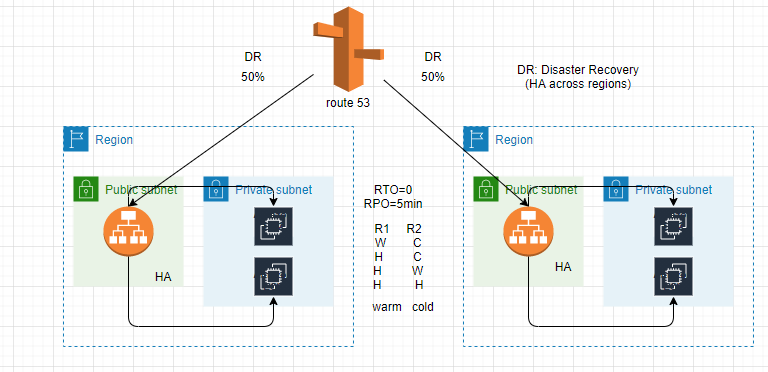 DR
50%
DR
50%
route 53
DR: Disaster Recovery
(HA across regions)
Region
Public subnet
Private subnet
HA
RTO=0
RPO=5min
R1 R2
W C
H C
H W
H H
warm cold
Region
Public subnet
Private subnet
HA